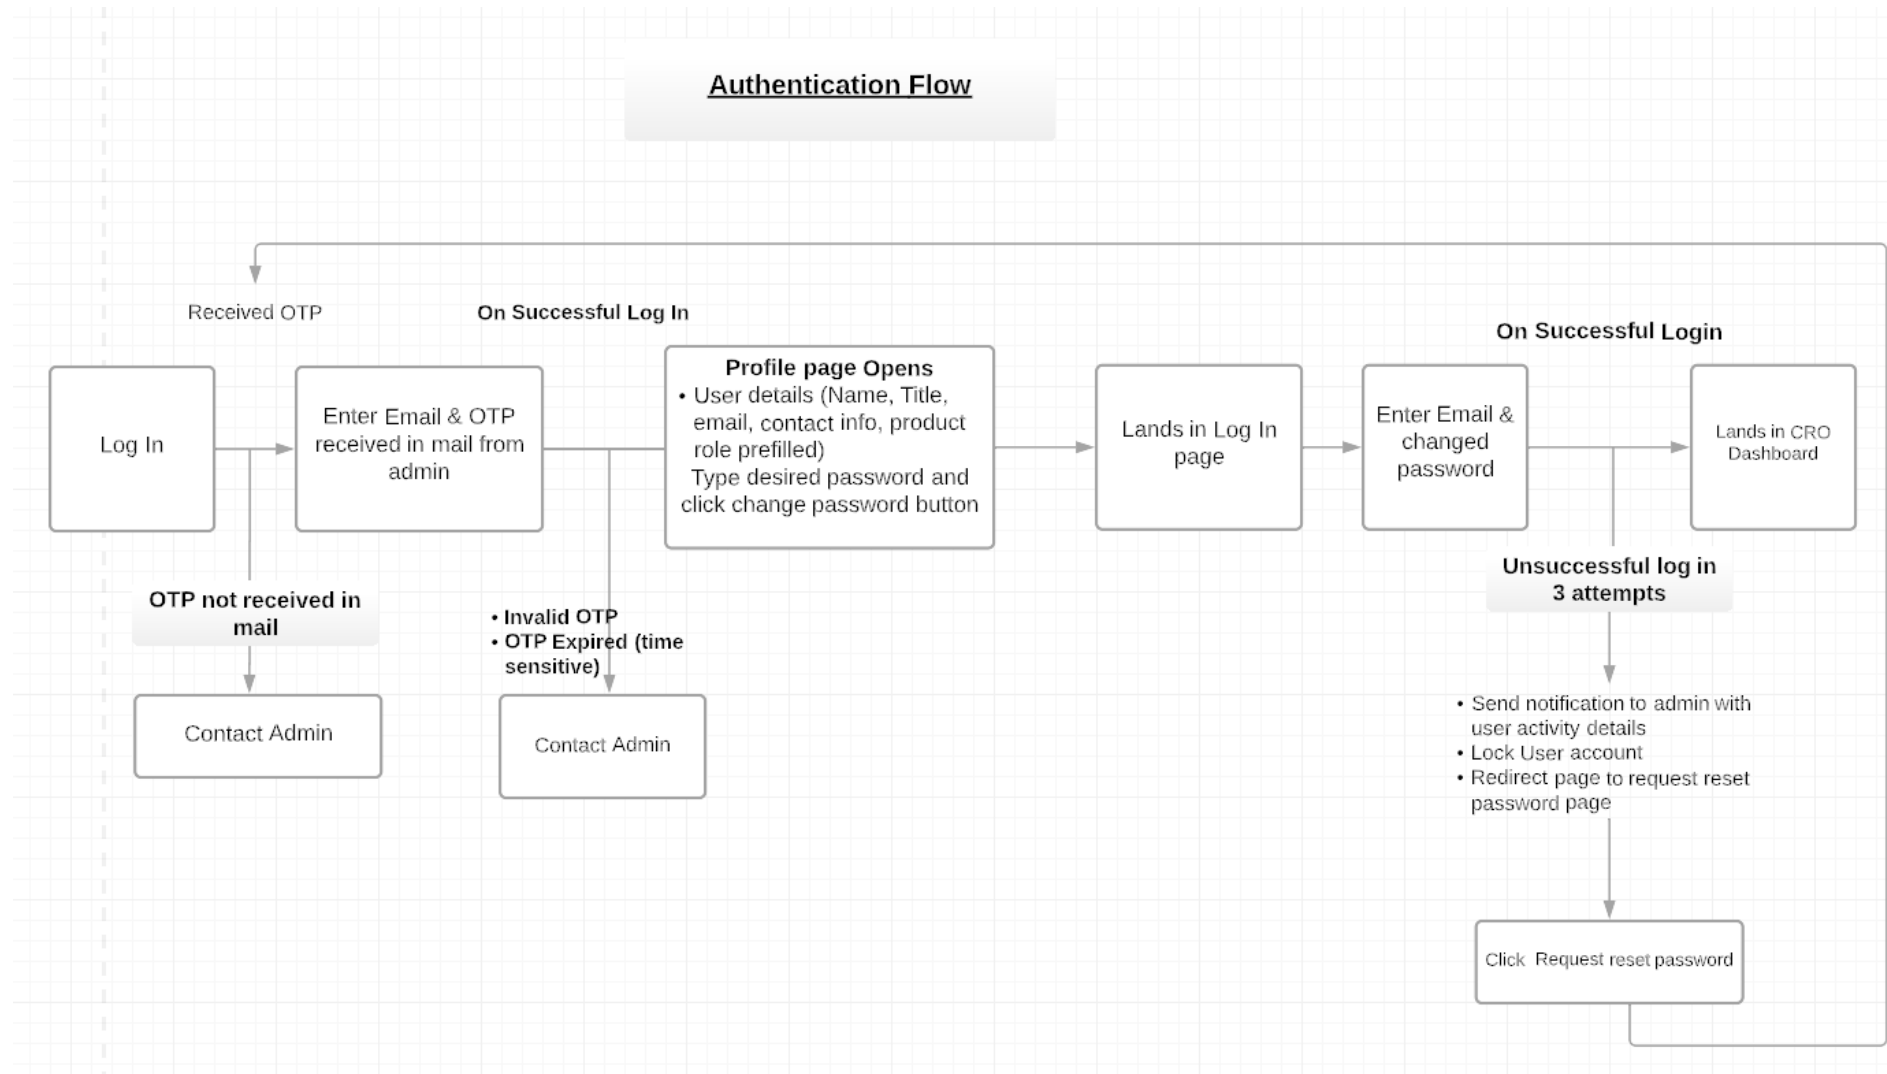 Authentication Flow
Received OTP
On Successful Log In
On Successful Login
Log In
Enter Email & OTP
received in mail from
admin
Profile page Opens
• User details (Name, Title,
email, contact info, product
role prefilled)
Type desired password and
click change password button
Lands in Log In
page
Enter Email &
changed
password
Lands in CRO
Dashboard
OTP not received in
mail
• Invalid OTP
• OTP Expired (time
sensitive)
Unsuccessful log in
3 attempts
Contact Admin
Contact Admin
• Send notification to admin with
user activity details
• Lock User account
• Redirect page to request reset
password page
Click Request reset password